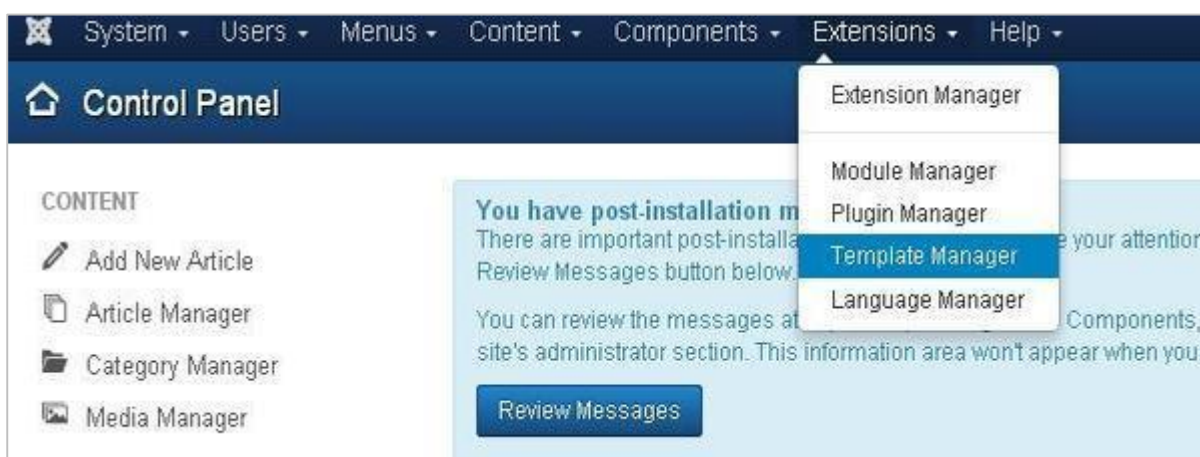 System Users Menus Content Components Extensions Help
Control Panel
Extension Manager
Module Manager
Plugin Manager
Template Manager
Language Manager
CONTENT
Add New Article
Article Manager
Category Manager
Media Manager
You have post-installation m
There are important post-installa your attention
Review Messages button below.
You can review the messages at Components,
site's administrator section. This information area won't appear when you
Review Messages